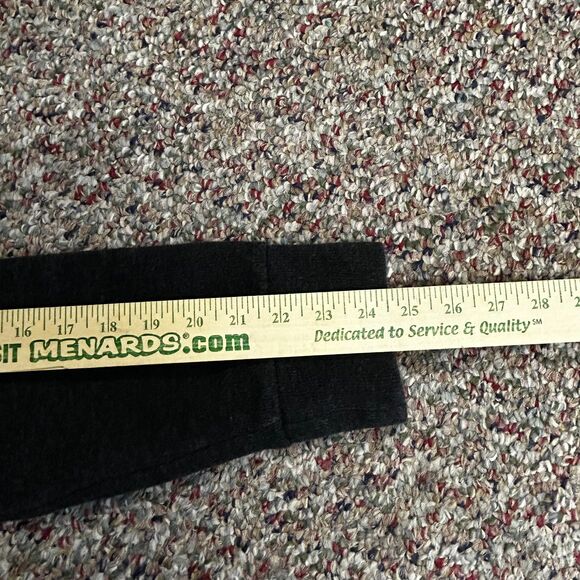 16 17 18 19 20 21 22 23 24 25 26 27 28
SIT MENARDS®.com Dedicated to Service & Quality℠